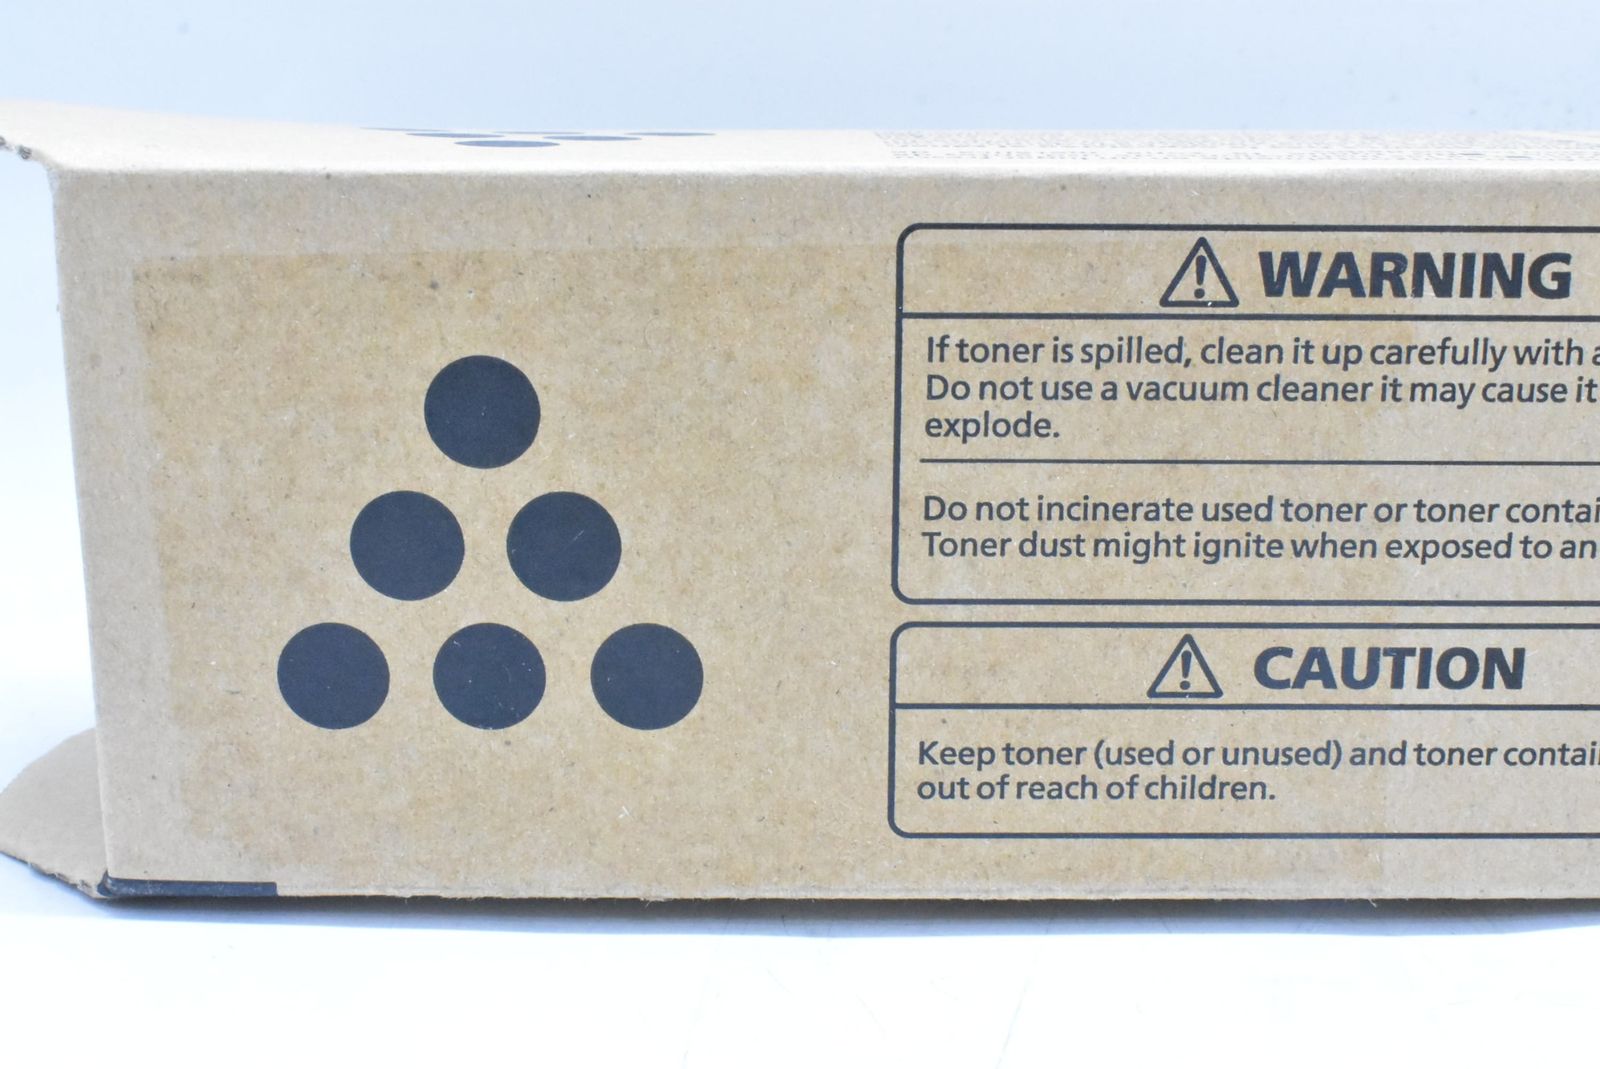 WARNING
If toner is spilled, clean it up carefully with
Do not use a vacuum cleaner it may cause it
explode.
Do not incinerate used toner or toner
Toner dust might ignite when exposed to an
CAUTION
Keep toner (used or unused) and toner
out of reach of children.